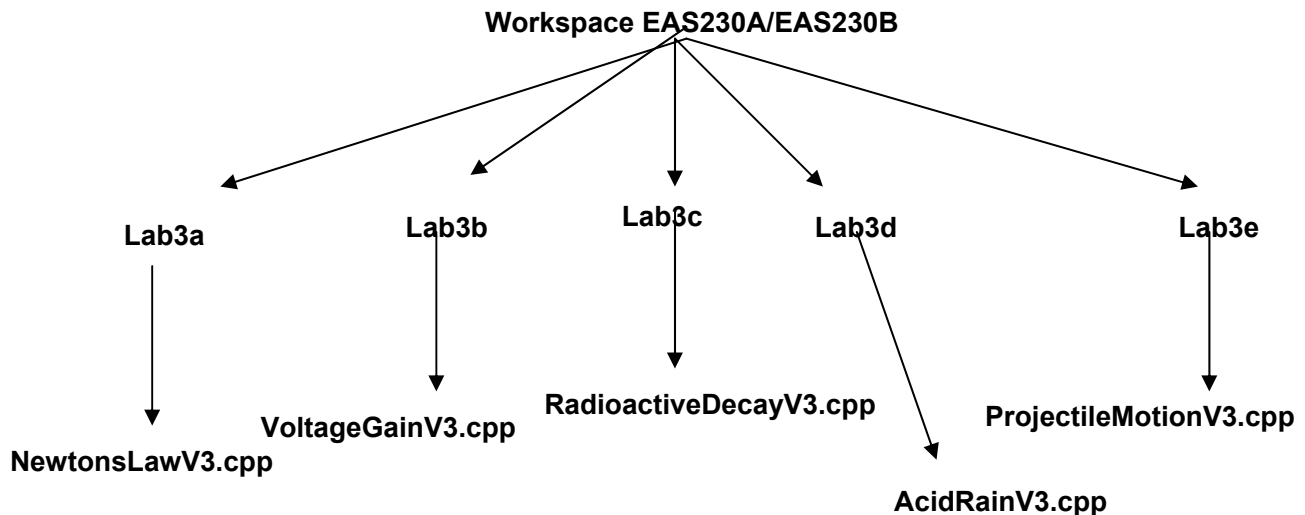 Workspace EAS230A/EAS230B
Lab3a
Lab3b
Lab3c
Lab3d
Lab3e
NewtonsLawV3.cpp
VoltageGainV3.cpp
RadioactiveDecayV3.cpp
AcidRainV3.cpp
ProjectileMotionV3.cpp